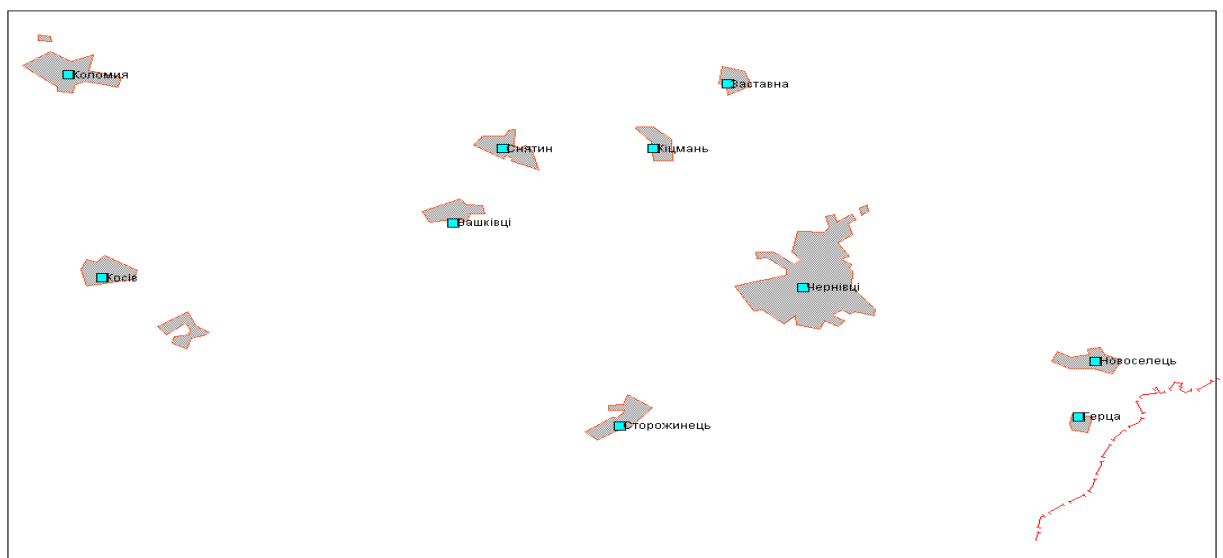 Коломия
Заставна
Снятин
Кіцмань
Вашківці
Косів
Чернівці
Новоселець
Герца
Сторожинець